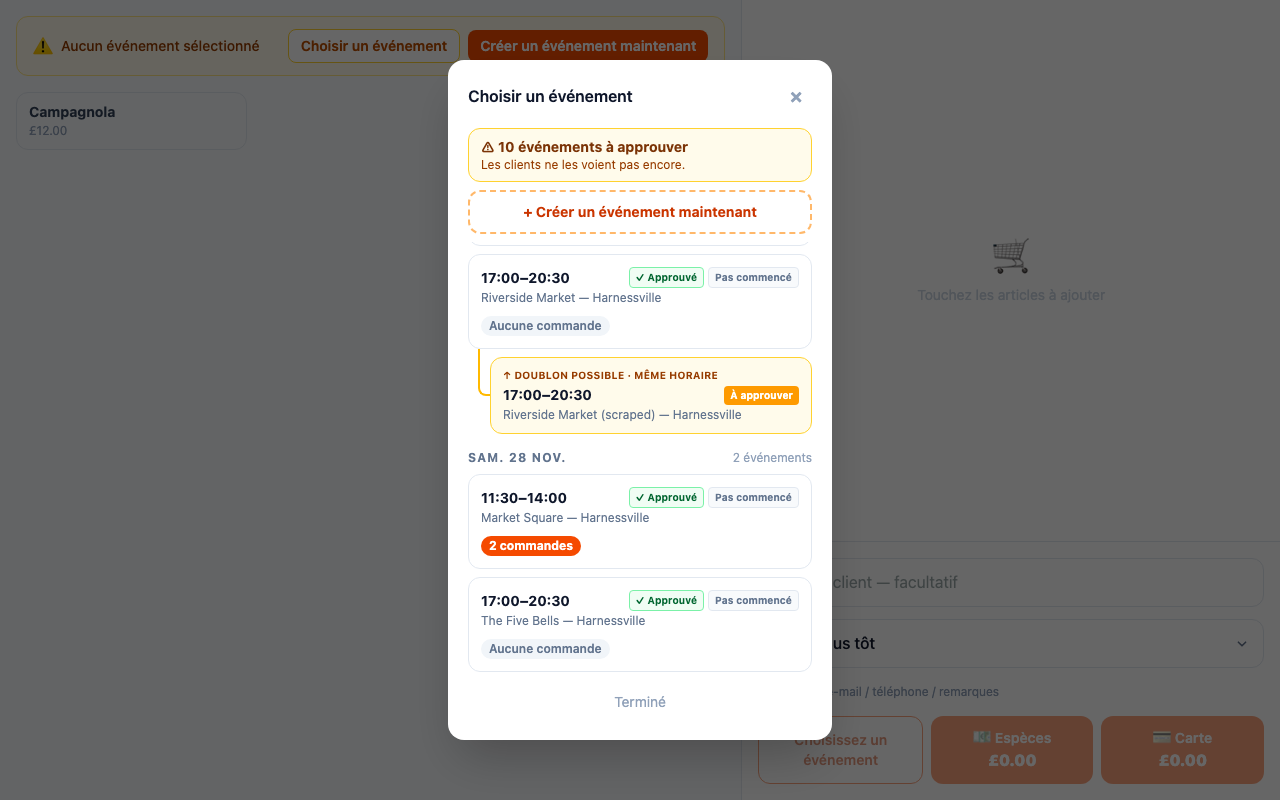 Aucun événement sélectionné
Choisir un événement
Créer un événement maintenant
Campagnola
£12.00
Choisir un événement
10 événements à approuver
Les clients ne les voient pas encore.
+ Créer un événement maintenant
17:00–20:30
✓ Approuvé
Pas commencé
Riverside Market — Harnessville
Aucune commande
↑ DOUBLON POSSIBLE · MÊME HORAIRE
17:00–20:30
À approuver
Riverside Market (scraped) — Harnessville
SAM. 28 NOV.
2 événements
11:30–14:00
✓ Approuvé
Pas commencé
Market Square — Harnessville
2 commandes
17:00–20:30
✓ Approuvé
Pas commencé
The Five Bells — Harnessville
Aucune commande
Terminé
Touchez les articles à ajouter
client — facultatif
us tôt
-mail / téléphone / remarques
Choisissez un
événement
Espèces
£0.00
Carte
£0.00